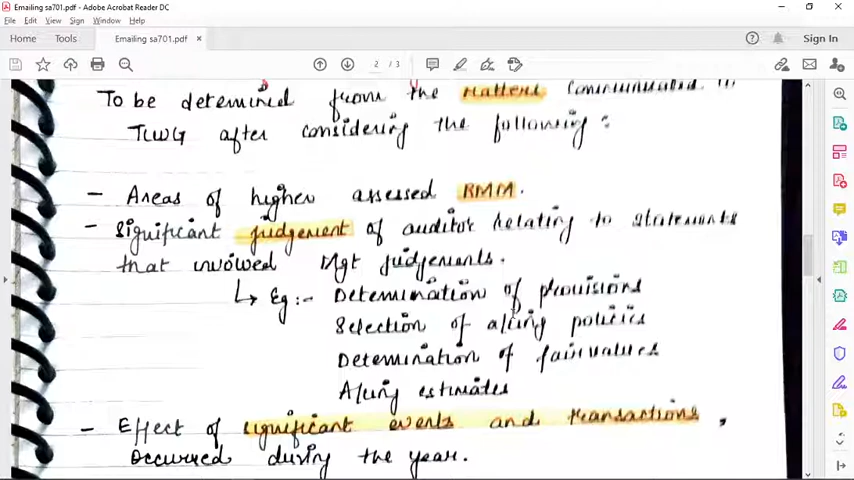 Emailing sa701.pdf - Adobe Acrobat Reader DC
File Edit View Sign Window Help
Home Tools Emailing sa701.pdf × Sign In
2 / 3
To be determined from the matters communicated
TCWG after considering the following :
- Areas of higher assessed RMM.
- Significant judgement of auditor relating to statements
that involved Mgt judgements.
Eg :- Determination of provisions
Selection of a/cing policies
Determination of fair values
A/cing estimates
- Effect of significant events and transactions,
occurred during the year.